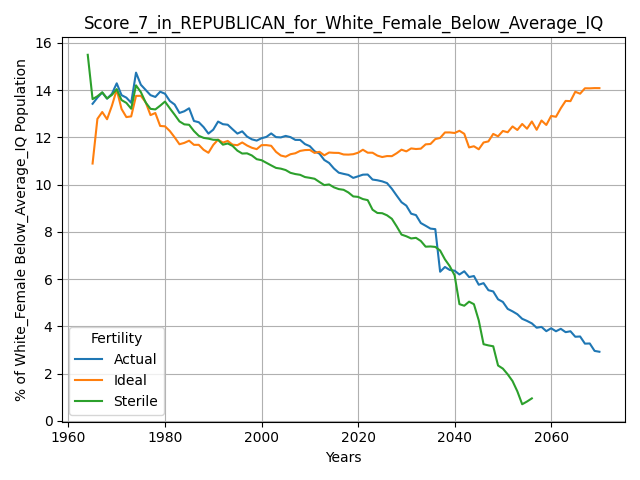 Score_7_in_REPUBLICAN_for_White_Female_Below_Average_IQ
% of White_Female Below_Average_IQ Population
16
14
12
10
8
6
4
2
0
Fertility
Actual
Ideal
Sterile
1960 1980 2000 2020 2040 2060
Years